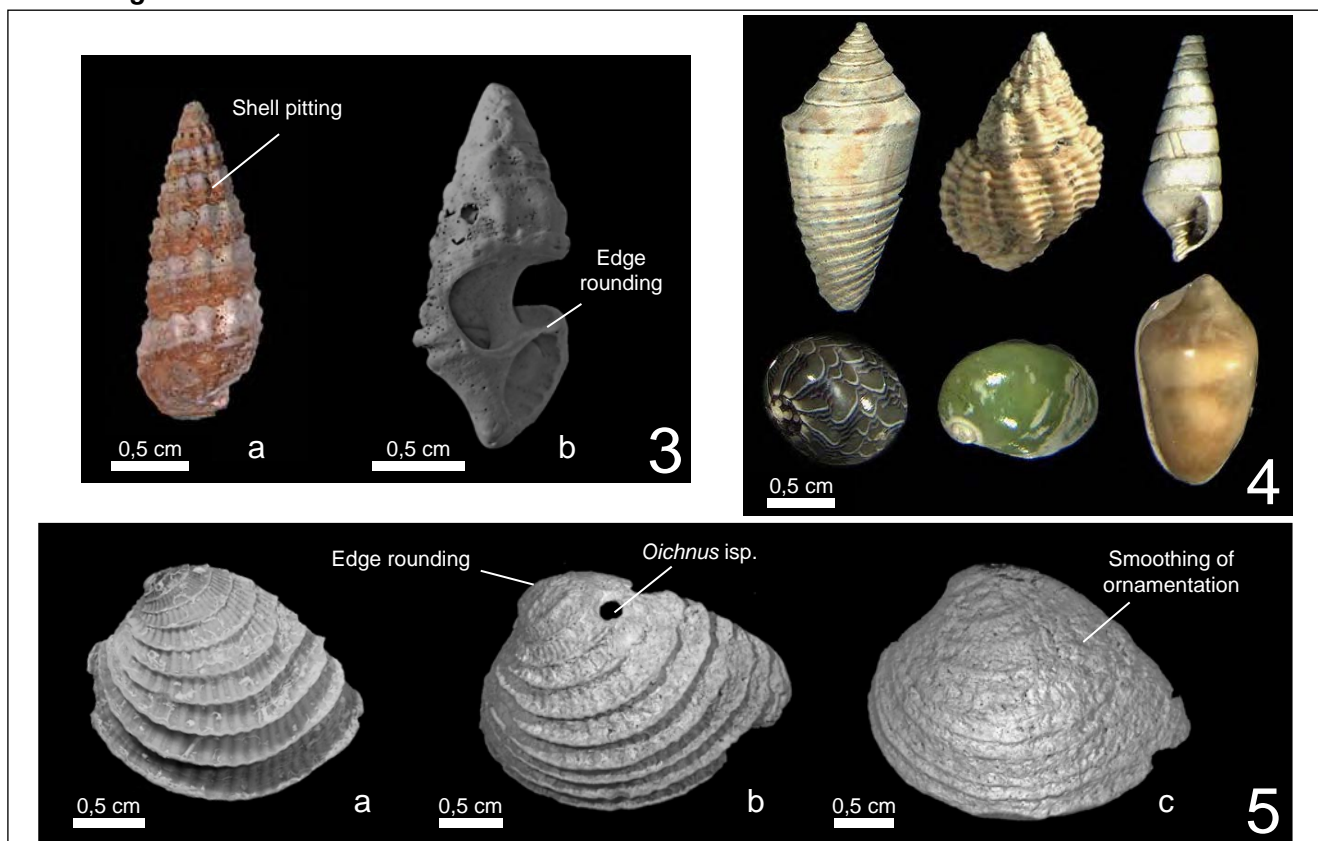 Shell pitting
Edge
rounding
0,5 cm
a
0,5 cm
b
3
0,5 cm
4
Edge rounding
Oichnus isp.
Smoothing of
ornamentation
0,5 cm
a
0,5 cm
b
0,5 cm
c
5